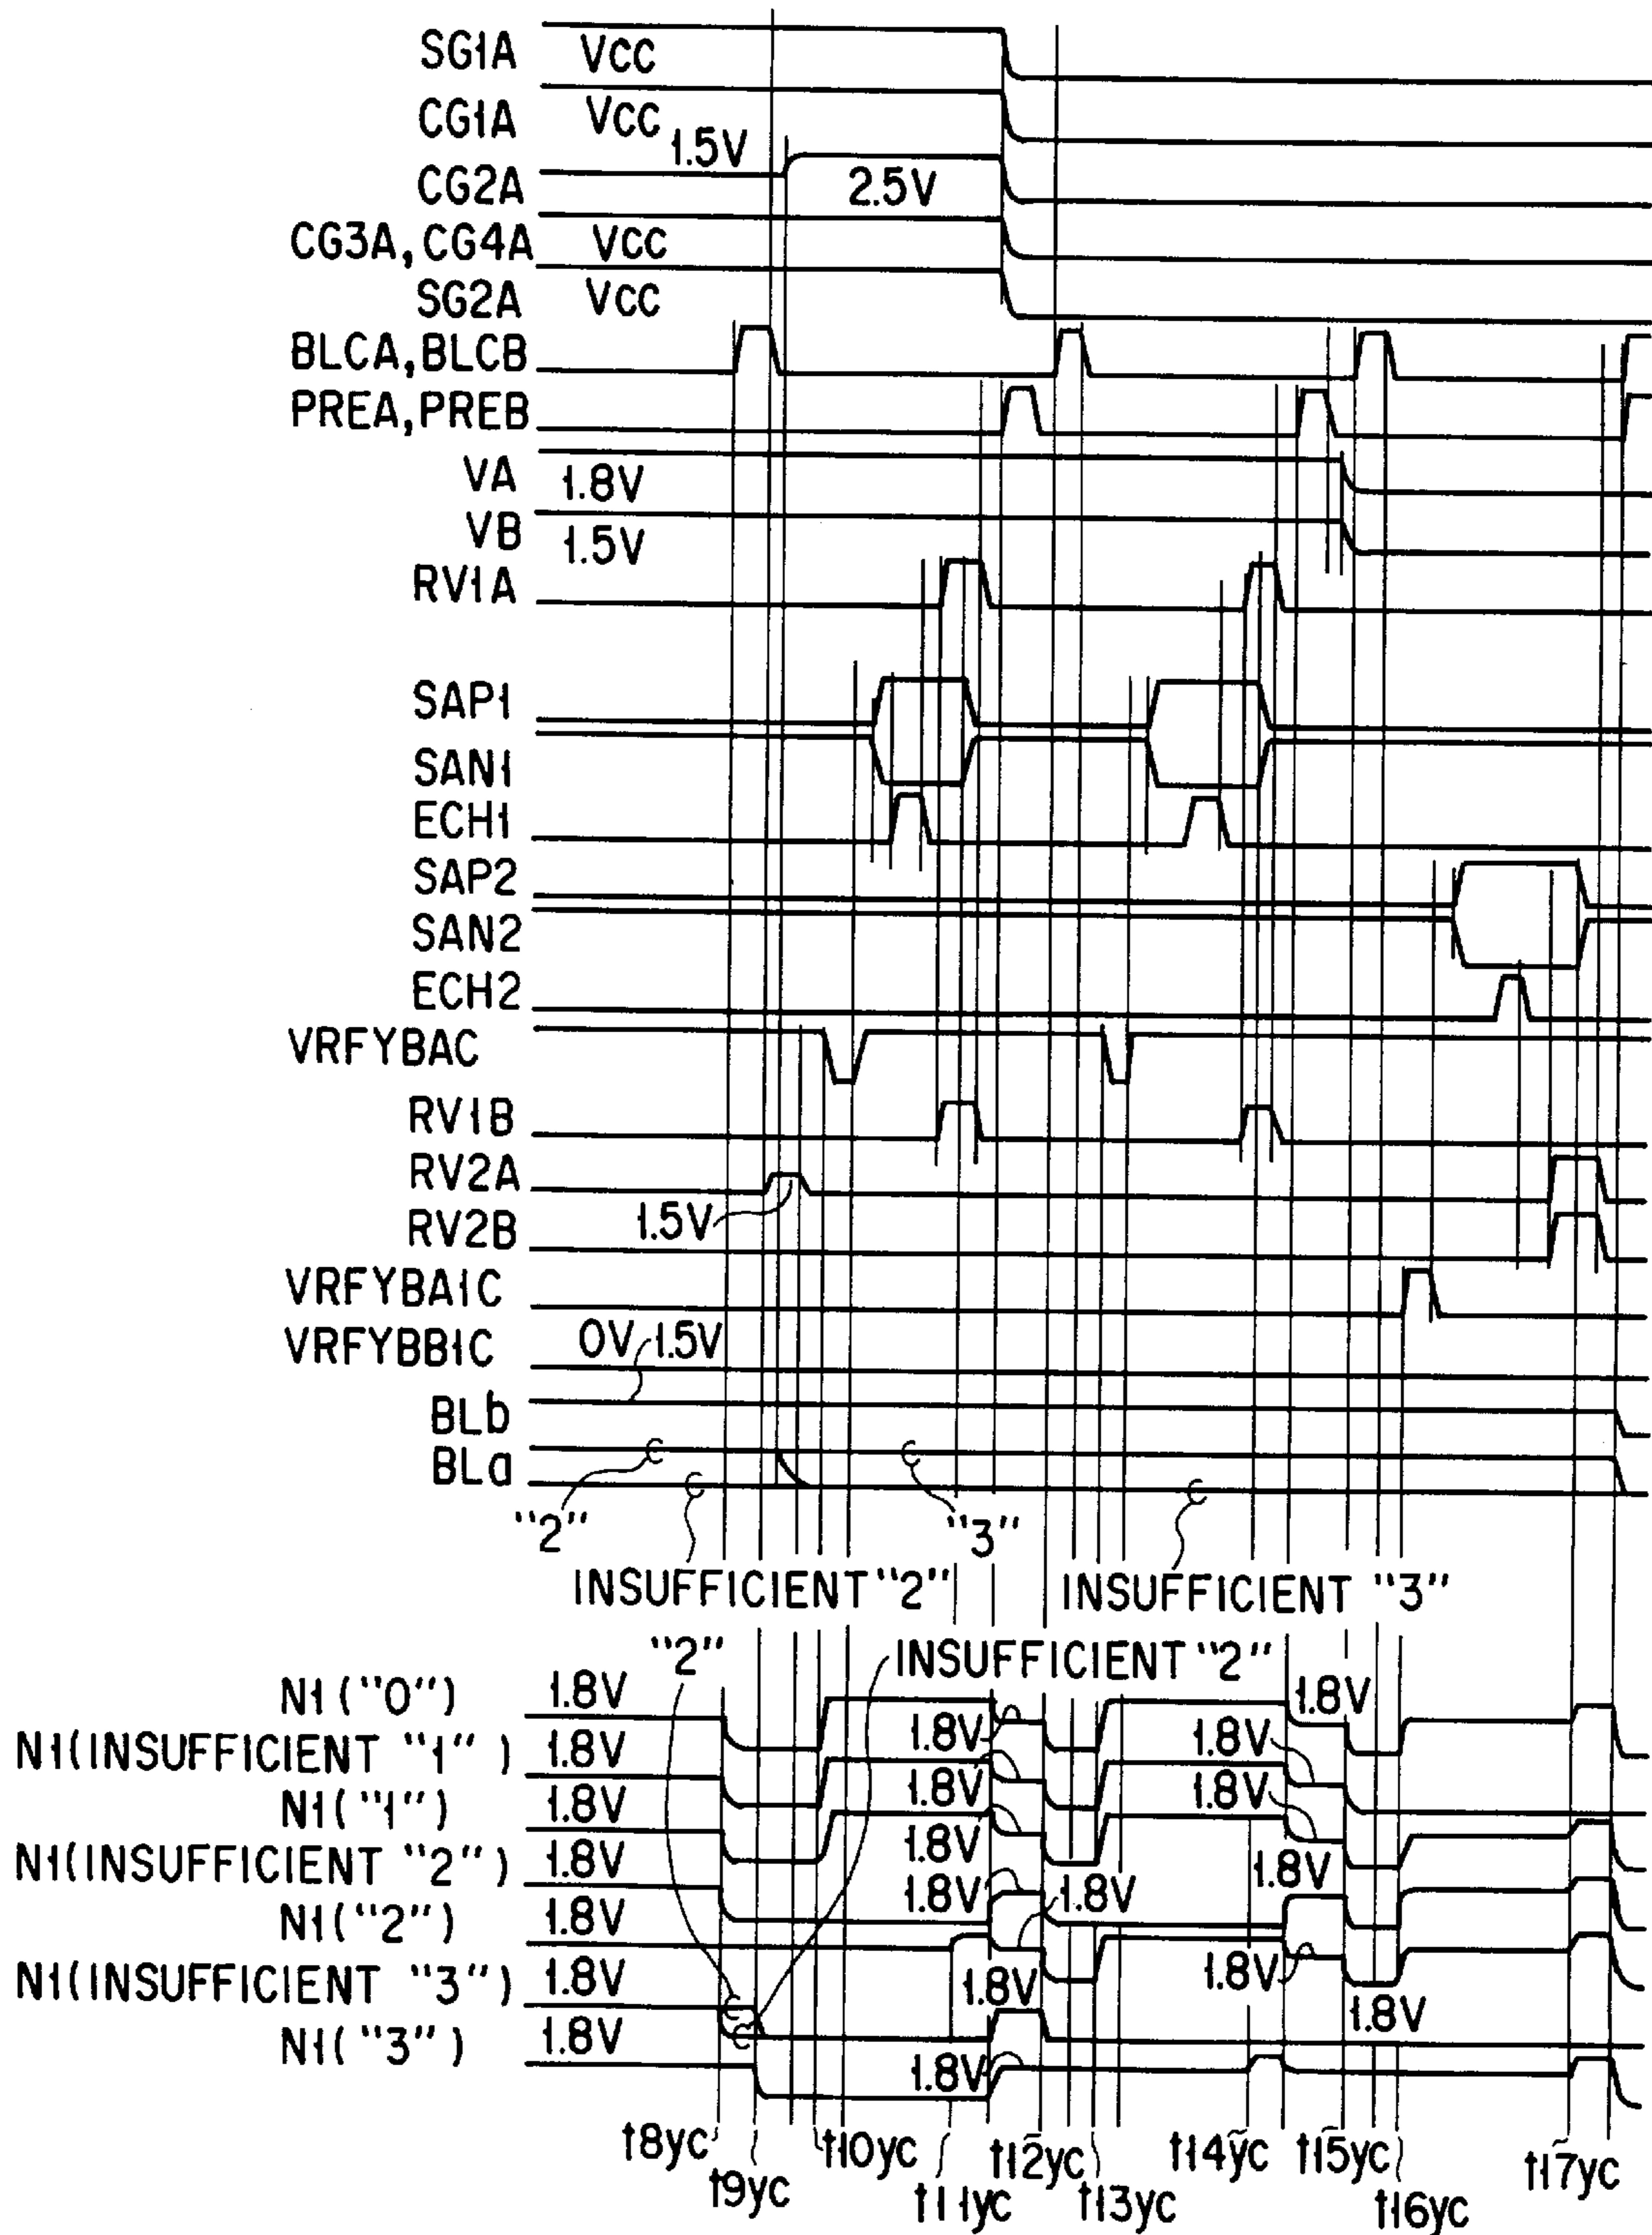 SG1A VCC
CG1A VCC
1.5V
CG2A 2.5V
CG3A, CG4A VCC
SG2A VCC
BLCA, BLCB
PREA, PREB
VA 1.8V
VB 1.5V
RV1A
SAP1
SAN1
ECH1
SAP2
SAN2
ECH2
VRFYBAC
RV1B
RV2A
1.5V
RV2B
VRFYBA1C
VRFYBB1C 0V 1.5V
BLb
BLa
"2" "3"
INSUFFICIENT "2" INSUFFICIENT "3"
"2" INSUFFICIENT "2"
N1("0") 1.8V 1.8V 1.8V
N1(INSUFFICIENT "1") 1.8V 1.8V 1.8V
N1("1") 1.8V 1.8V 1.8V
N1(INSUFFICIENT "2") 1.8V 1.8V 1.8V 1.8V
N1("2") 1.8V
N1(INSUFFICIENT "3") 1.8V 1.8V 1.8V 1.8V
N1("3") 1.8V 1.8V
t8yc t10yc t12yc t14yc t15yc t17yc
t9yc t11yc t13yc t16yc